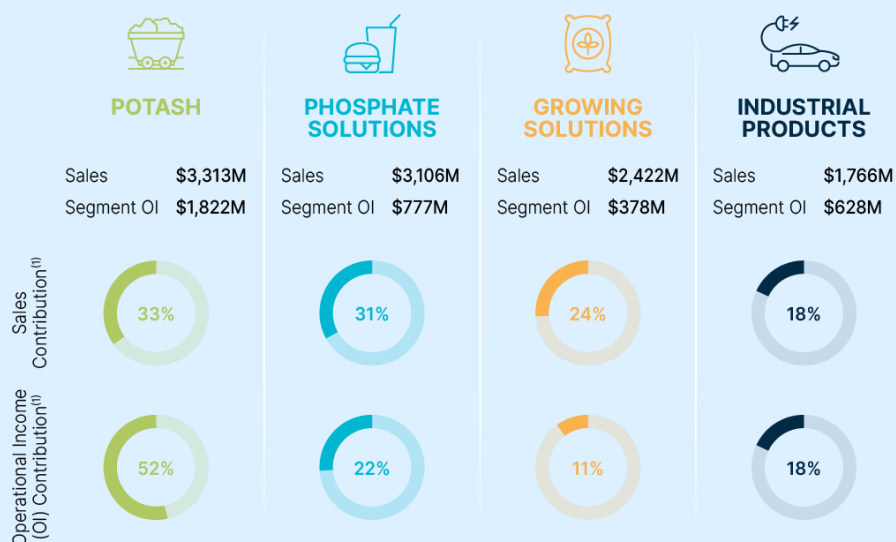 POTASH
Sales $3,313M
Segment OI $1,822M
PHOSPHATE
SOLUTIONS
Sales $3,106M
Segment OI $777M
GROWING
SOLUTIONS
Sales $2,422M
Segment OI $378M
INDUSTRIAL
PRODUCTS
Sales $1,766M
Segment OI $628M
Sales
Contribution(1)
33%
31%
24%
18%
Operational Income
(OI) Contribution(1)
52%
22%
11%
18%